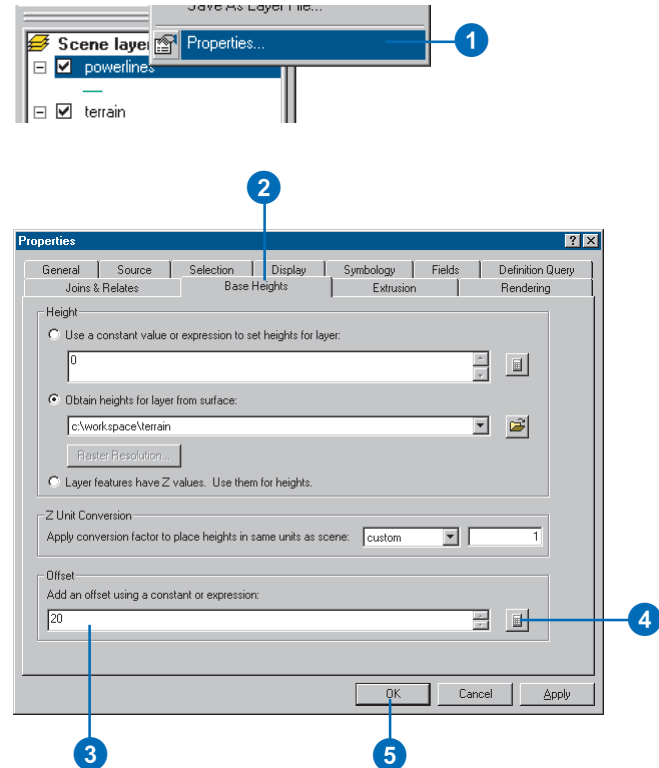 Save As Layer File...
Properties...
1
Scene layer
powerlines
terrain
2
Properties
General Source Selection Display Symbology Fields Definition Query
Joins & Relates Base Heights Extrusion Rendering
Height
Use a constant value or expression to set heights for layer:
0
Obtain heights for layer from surface:
c:\workspace\terrain
Raster Resolution...
Layer features have Z values. Use them for heights.
Z Unit Conversion
Apply conversion factor to place heights in same units as scene: custom 1
Offset
Add an offset using a constant or expression:
20
4
OK Cancel Apply
3
5